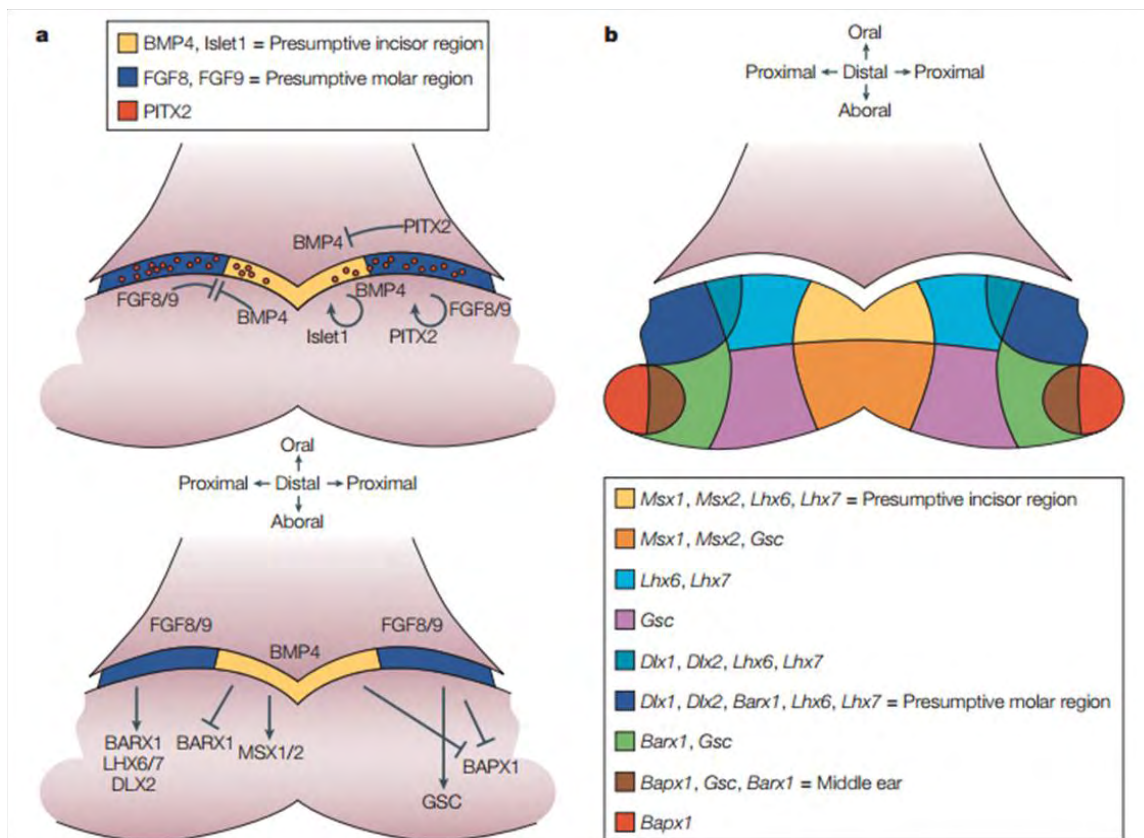 a
BMP4, Islet1 = Presumptive incisor region
FGF8, FGF9 = Presumptive molar region
PITX2
PITX2
BMP4
FGF8/9
BMP4
BMP4
FGF8/9
Islet1
PITX2
Oral
Proximal Distal Proximal
Aboral
FGF8/9
FGF8/9
BMP4
BARX1
LHX6/7
DLX2
BARX1
MSX1/2
BAPX1
GSC
b
Oral
Proximal Distal Proximal
Aboral
Msx1, Msx2, Lhx6, Lhx7 = Presumptive incisor region
Msx1, Msx2, Gsc
Lhx6, Lhx7
Gsc
Dlx1, Dlx2, Lhx6, Lhx7
Dlx1, Dlx2, Barx1, Lhx6, Lhx7 = Presumptive molar region
Barx1, Gsc
Bapx1, Gsc, Barx1 = Middle ear
Bapx1